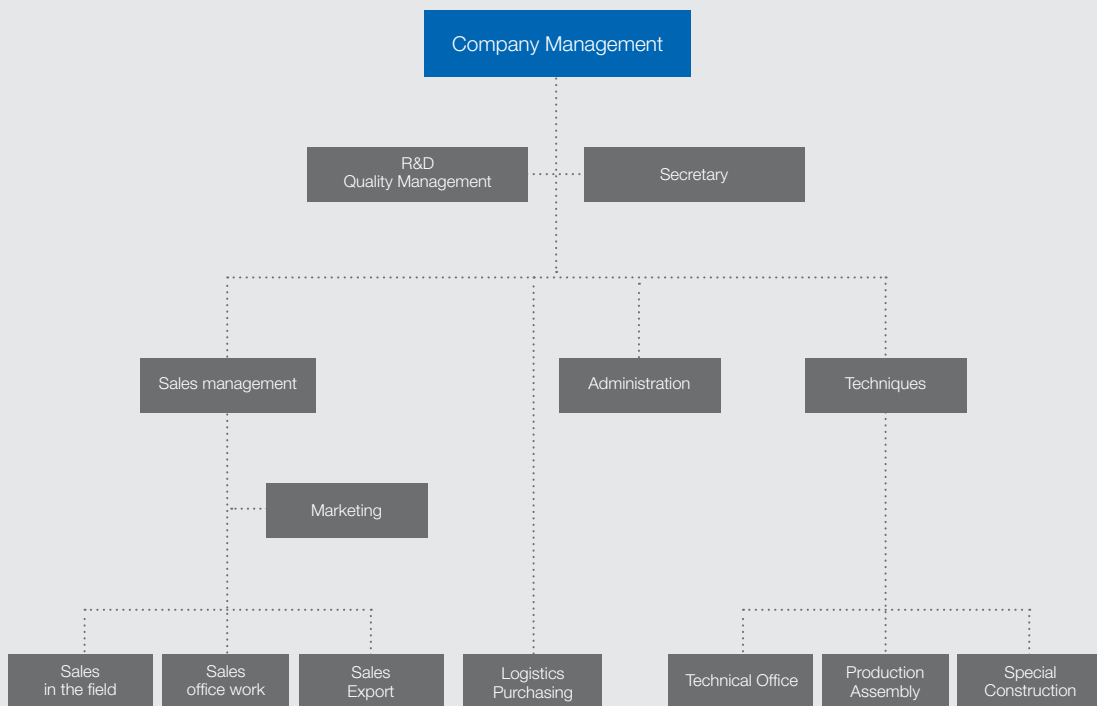 Company Management
R&D
Quality Management
Secretary
Sales management
Administration
Techniques
Marketing
Sales
in the field
Sales
office work
Sales
Export
Logistics
Purchasing
Technical Office
Production
Assembly
Special
Construction